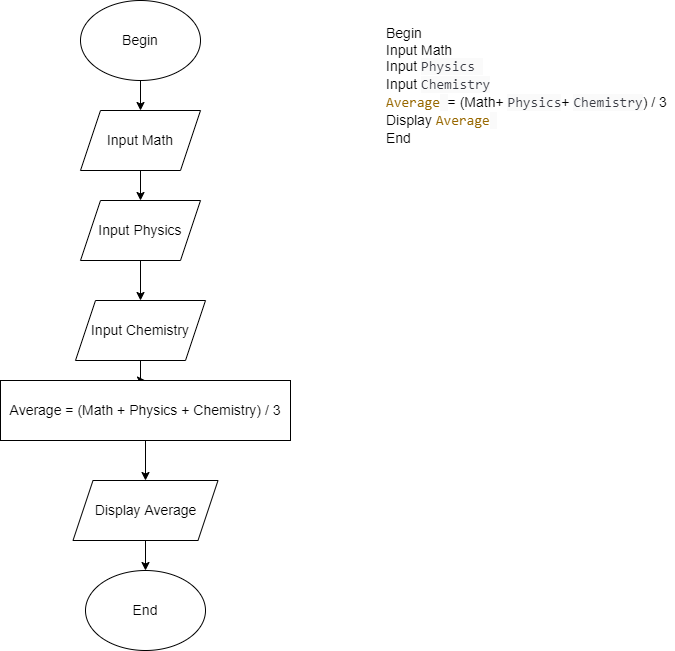 Begin
Input Math
Input Physics
Input Chemistry
Average = (Math + Physics + Chemistry) / 3
Display Average
End
Begin
Input Math
Input Physics
Input Chemistry
Average = (Math+ Physics+ Chemistry) / 3
Display Average
End